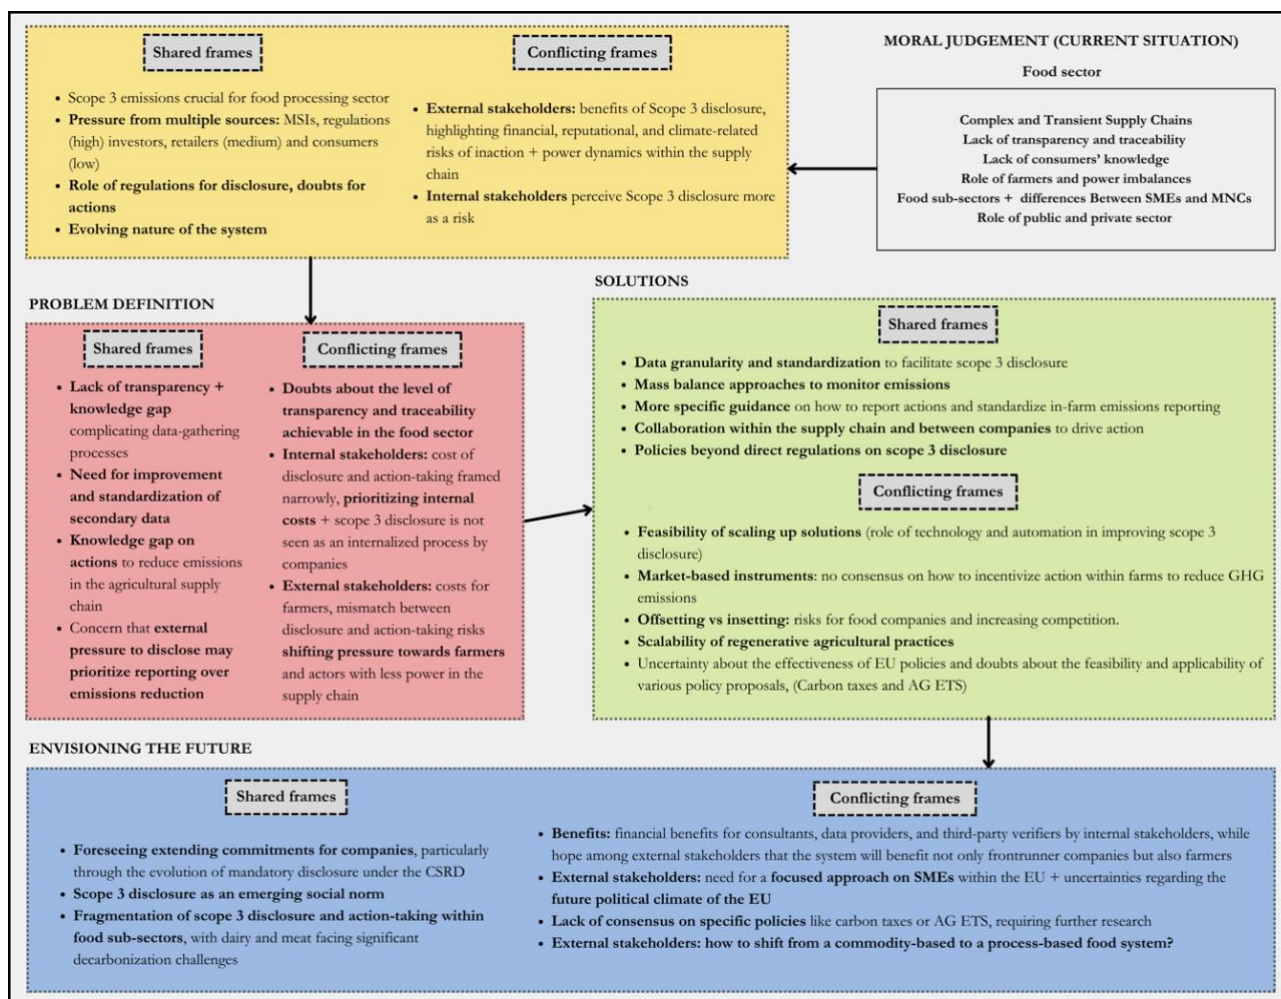 Shared frames
• Scope 3 emissions crucial for food processing sector
• Pressure from multiple sources: MSIs, regulations
(high) investors, retailers (medium) and consumers
(low)
• Role of regulations for disclosure, doubts for
actions
• Evolving nature of the system
Conflicting frames
• External stakeholders: benefits of Scope 3 disclosure,
highlighting financial, reputational, and climate-related
risks of inaction + power dynamics within the supply
chain
• Internal stakeholders perceive Scope 3 disclosure more
as a risk
MORAL JUDGEMENT (CURRENT SITUATION)
Food sector
Complex and Transient Supply Chains
Lack of transparency and traceability
Lack of consumers' knowledge
Role of farmers and power imbalances
Food sub-sectors + differences Between SMEs and MNCs
Role of public and private sector
PROBLEM DEFINITION
Shared frames
• Lack of transparency +
knowledge gap
complicating data-gathering
processes
• Need for improvement
and standardization of
secondary data
• Knowledge gap on
actions to reduce emissions
in the agricultural supply
chain
• Concern that external
pressure to disclose may
prioritize reporting over
emissions reduction
Conflicting frames
• Doubts about the level of
transparency and traceability
achievable in the food sector
• Internal stakeholders: cost of
disclosure and action-taking framed
narrowly, prioritizing internal
costs + scope 3 disclosure is not
seen as an internalized process by
companies
• External stakeholders: costs for
farmers, mismatch between
disclosure and action-taking risks
shifting pressure towards farmers
and actors with less power in the
supply chain
SOLUTIONS
Shared frames
• Data granularity and standardization to facilitate scope 3 disclosure
• Mass balance approaches to monitor emissions
• More specific guidance on how to report actions and standardize in-farm emissions reporting
• Collaboration within the supply chain and between companies to drive action
• Policies beyond direct regulations on scope 3 disclosure
Conflicting frames
• Feasibility of scaling up solutions (role of technology and automation in improving scope 3
disclosure)
• Market-based instruments: no consensus on how to incentivize action within farms to reduce GHG
emissions
• Offsetting vs insetting: risks for food companies and increasing competition.
• Scalability of regenerative agricultural practices
• Uncertainty about the effectiveness of EU policies and doubts about the feasibility and applicability of
various policy proposals, (Carbon taxes and AG ETS)
ENVISIONING THE FUTURE
Shared frames
• Foreseeing extending commitments for companies, particularly
through the evolution of mandatory disclosure under the CSRD
• Scope 3 disclosure as an emerging social norm
• Fragmentation of scope 3 disclosure and action-taking within
food sub-sectors, with dairy and meat facing significant
decarbonization challenges
Conflicting frames
• Benefits: financial benefits for consultants, data providers, and third-party verifiers by internal stakeholders, while
hope among external stakeholders that the system will benefit not only frontrunner companies but also farmers
• External stakeholders: need for a focused approach on SMEs within the EU + uncertainties regarding the
future political climate of the EU
• Lack of consensus on specific policies like carbon taxes or AG ETS, requiring further research
• External stakeholders: how to shift from a commodity-based to a process-based food system?